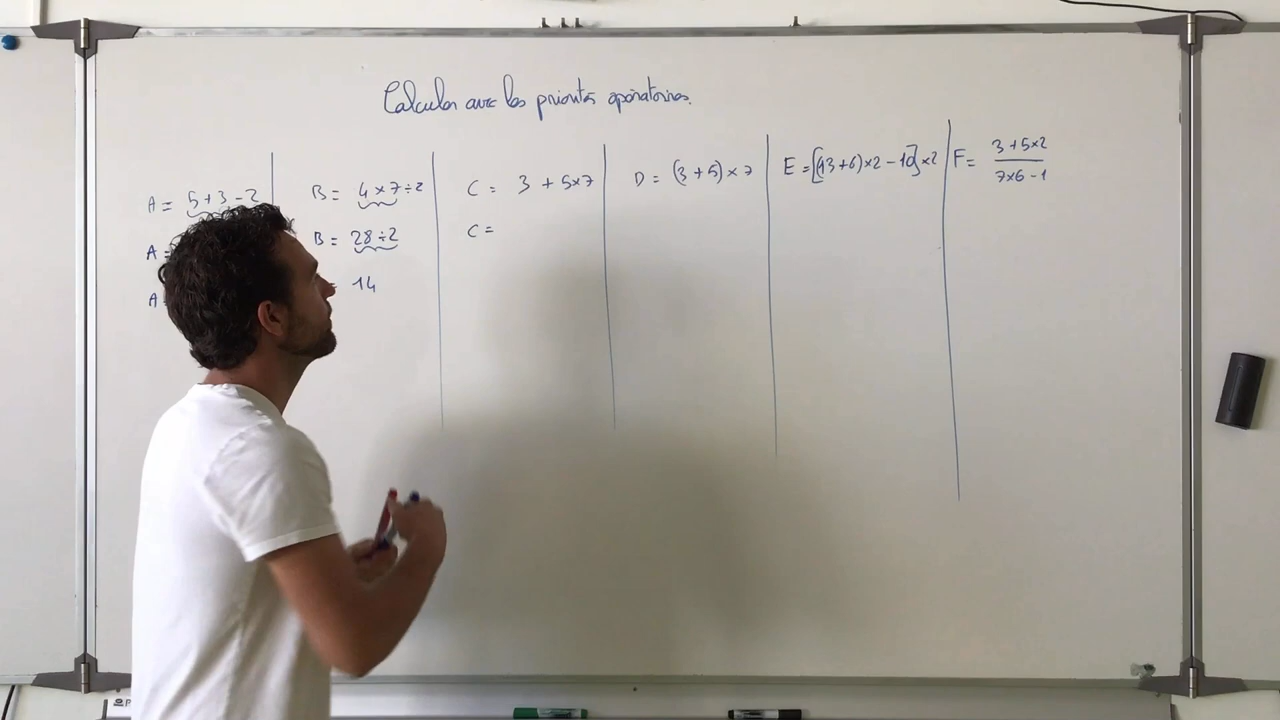 Calculer avec les priorités opératoires.
A = 5 + 3 - 2
A =
A
B = 4 × 7 ÷ 2
B = 28 ÷ 2
= 14
C = 3 + 5×7
C =
D = (3 + 5) × 7
E = [(13+6)×2 - 10] × 2
F = 3 + 5×2
7×6 - 1